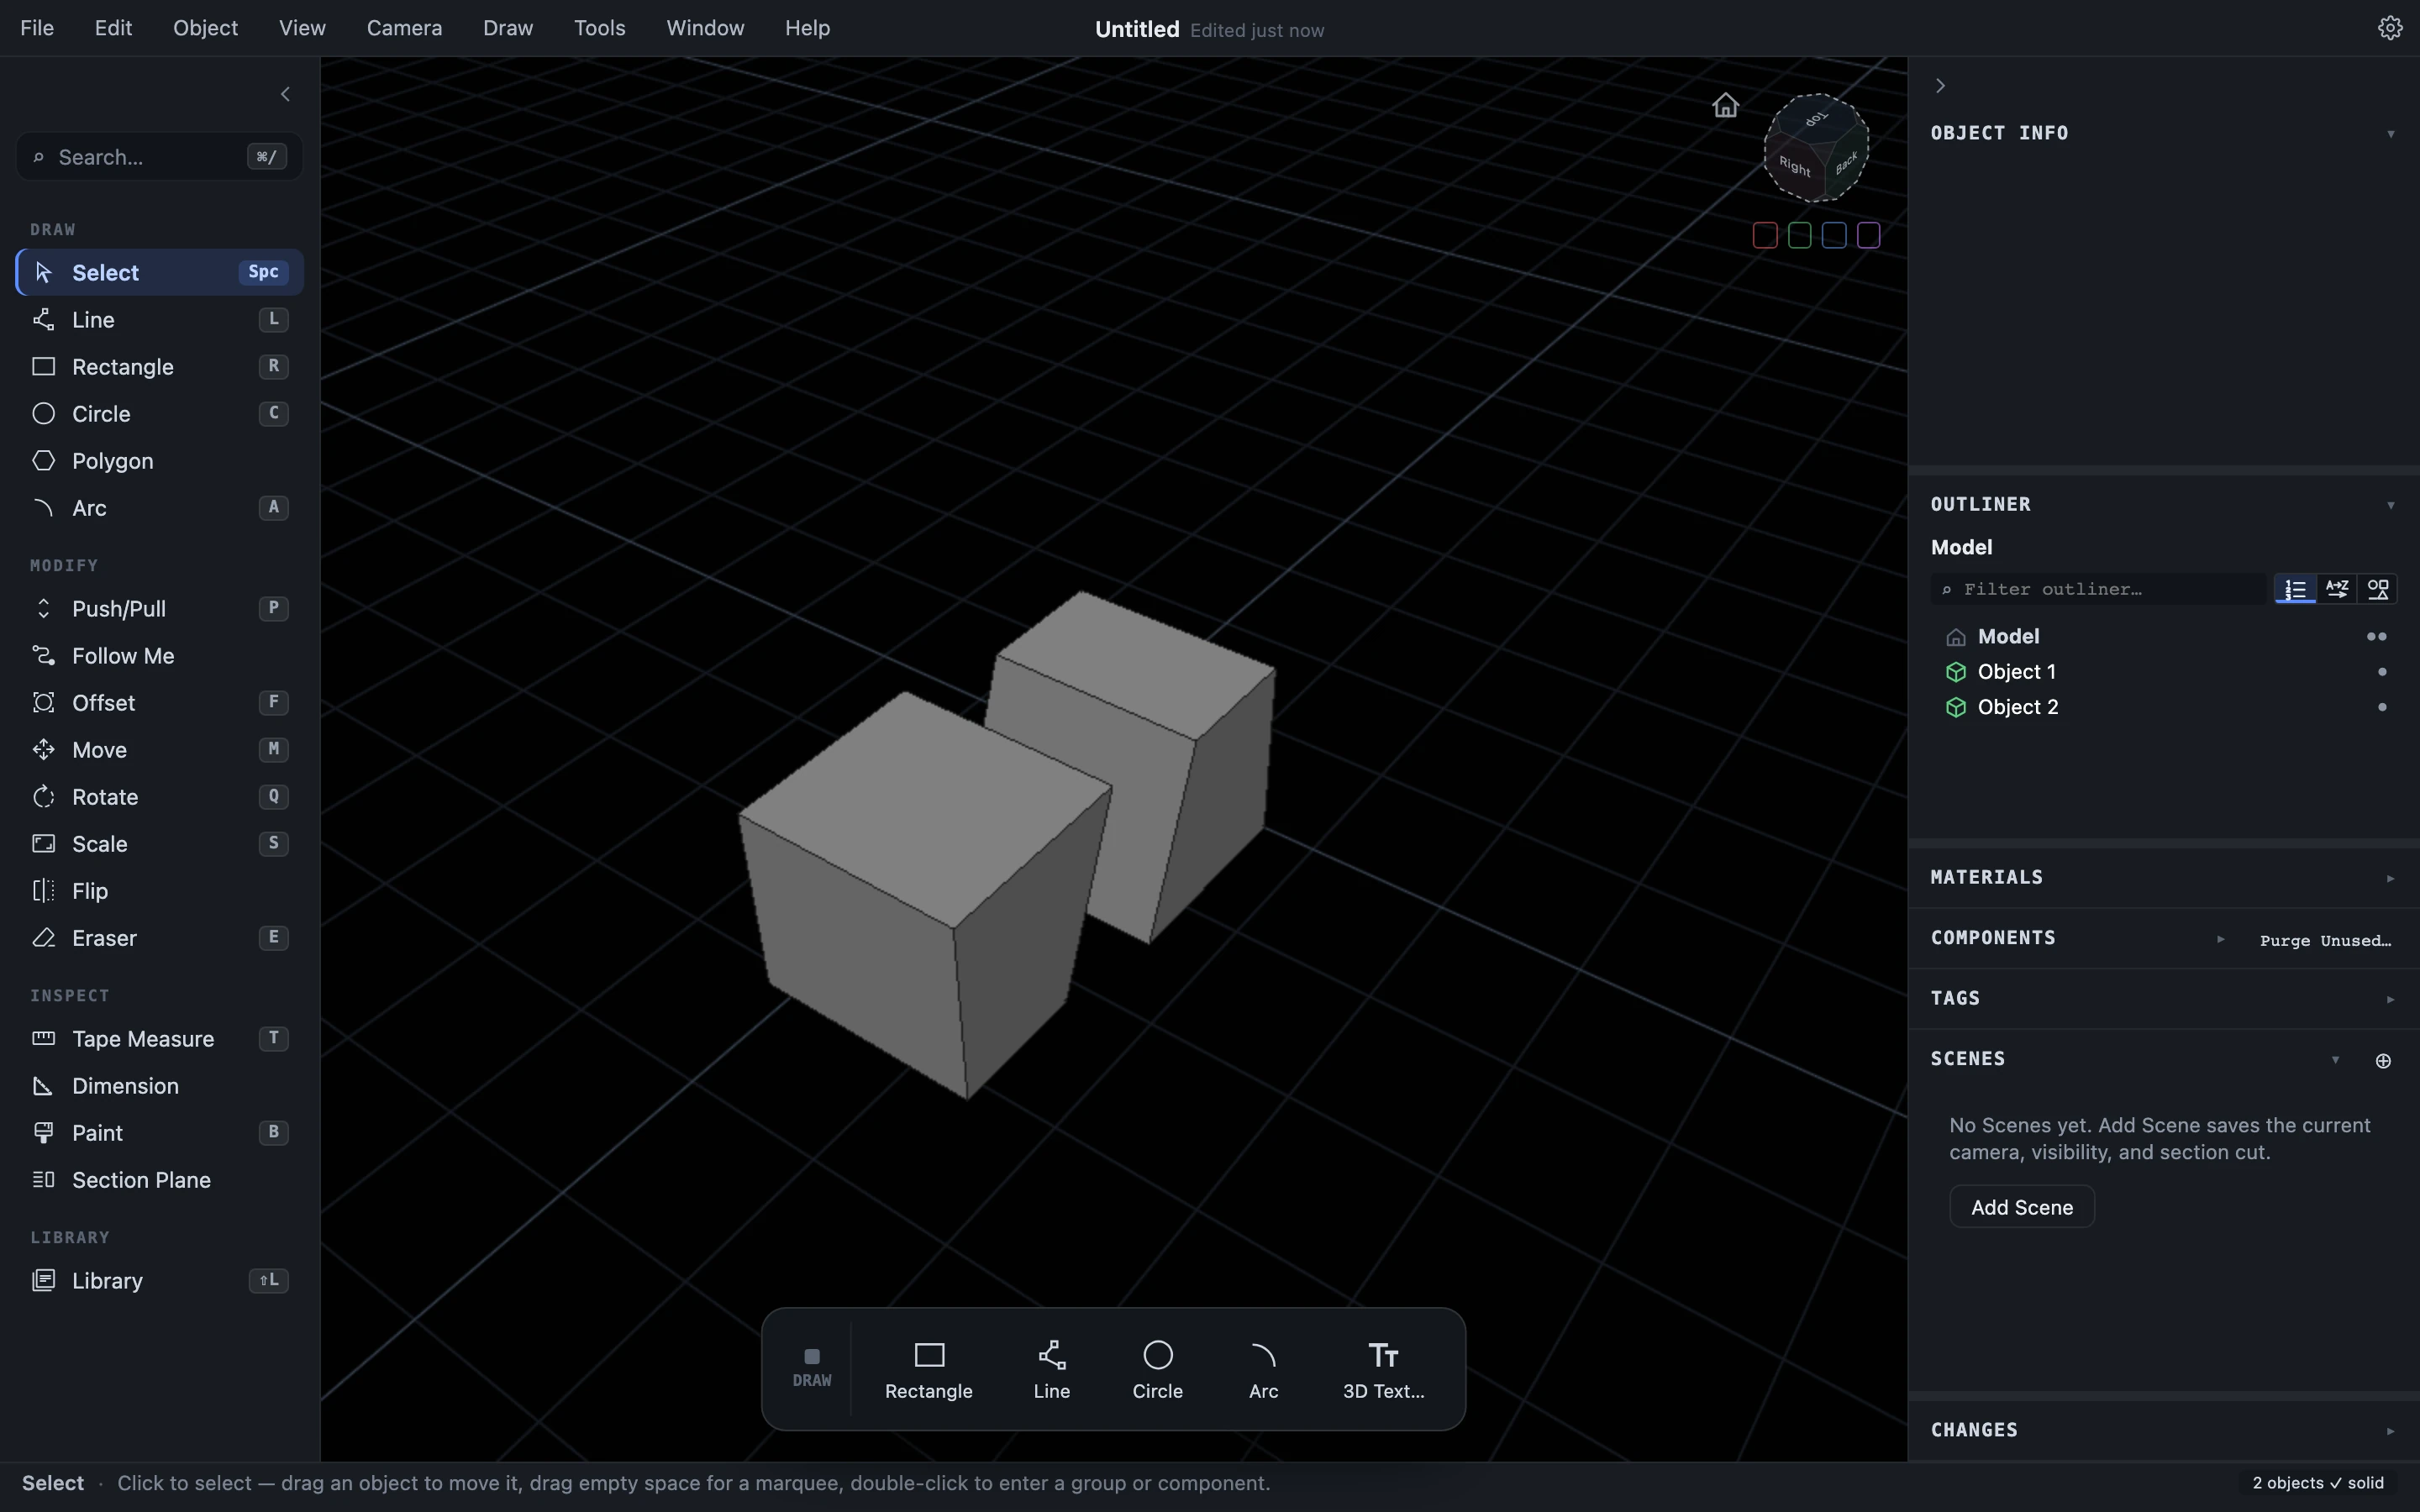 File Edit Object View Camera Draw Tools Window Help
Untitled Edited just now
Search... ⌘/
DRAW
Select Spc
Line L
Rectangle R
Circle C
Polygon
Arc A
MODIFY
Push/Pull P
Follow Me
Offset F
Move M
Rotate Q
Scale S
Flip
Eraser E
INSPECT
Tape Measure T
Dimension
Paint B
Section Plane
LIBRARY
Library ⇧L
Top
Right
Back
DRAW
Rectangle
Line
Circle
Arc
3D Text...
OBJECT INFO
OUTLINER
Model
Filter outliner…
Model
Object 1
Object 2
MATERIALS
COMPONENTS Purge Unused…
TAGS
SCENES
No Scenes yet. Add Scene saves the current
camera, visibility, and section cut.
Add Scene
CHANGES
Select · Click to select — drag an object to move it, drag empty space for a marquee, double-click to enter a group or component.
2 objects ✓ solid